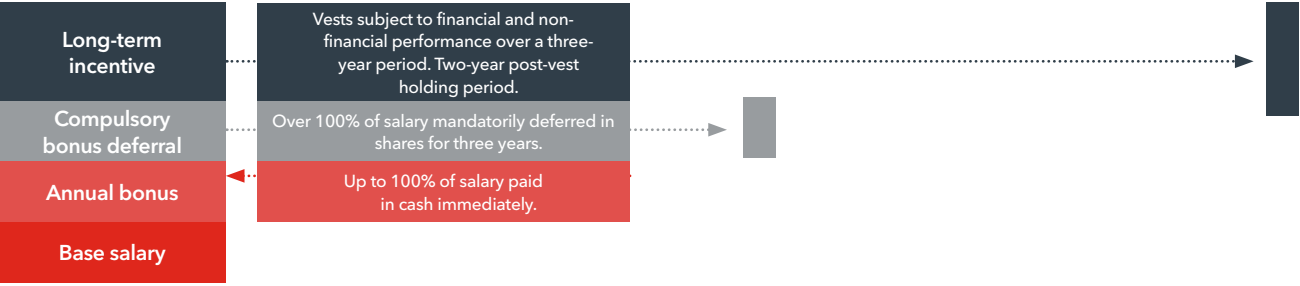 Long-term
incentive
Vests subject to financial and non-
financial performance over a three-
year period. Two-year post-vest
holding period.
Compulsory
bonus deferral
Over 100% of salary mandatorily deferred in
shares for three years.
Annual bonus
Up to 100% of salary paid
in cash immediately.
Base salary